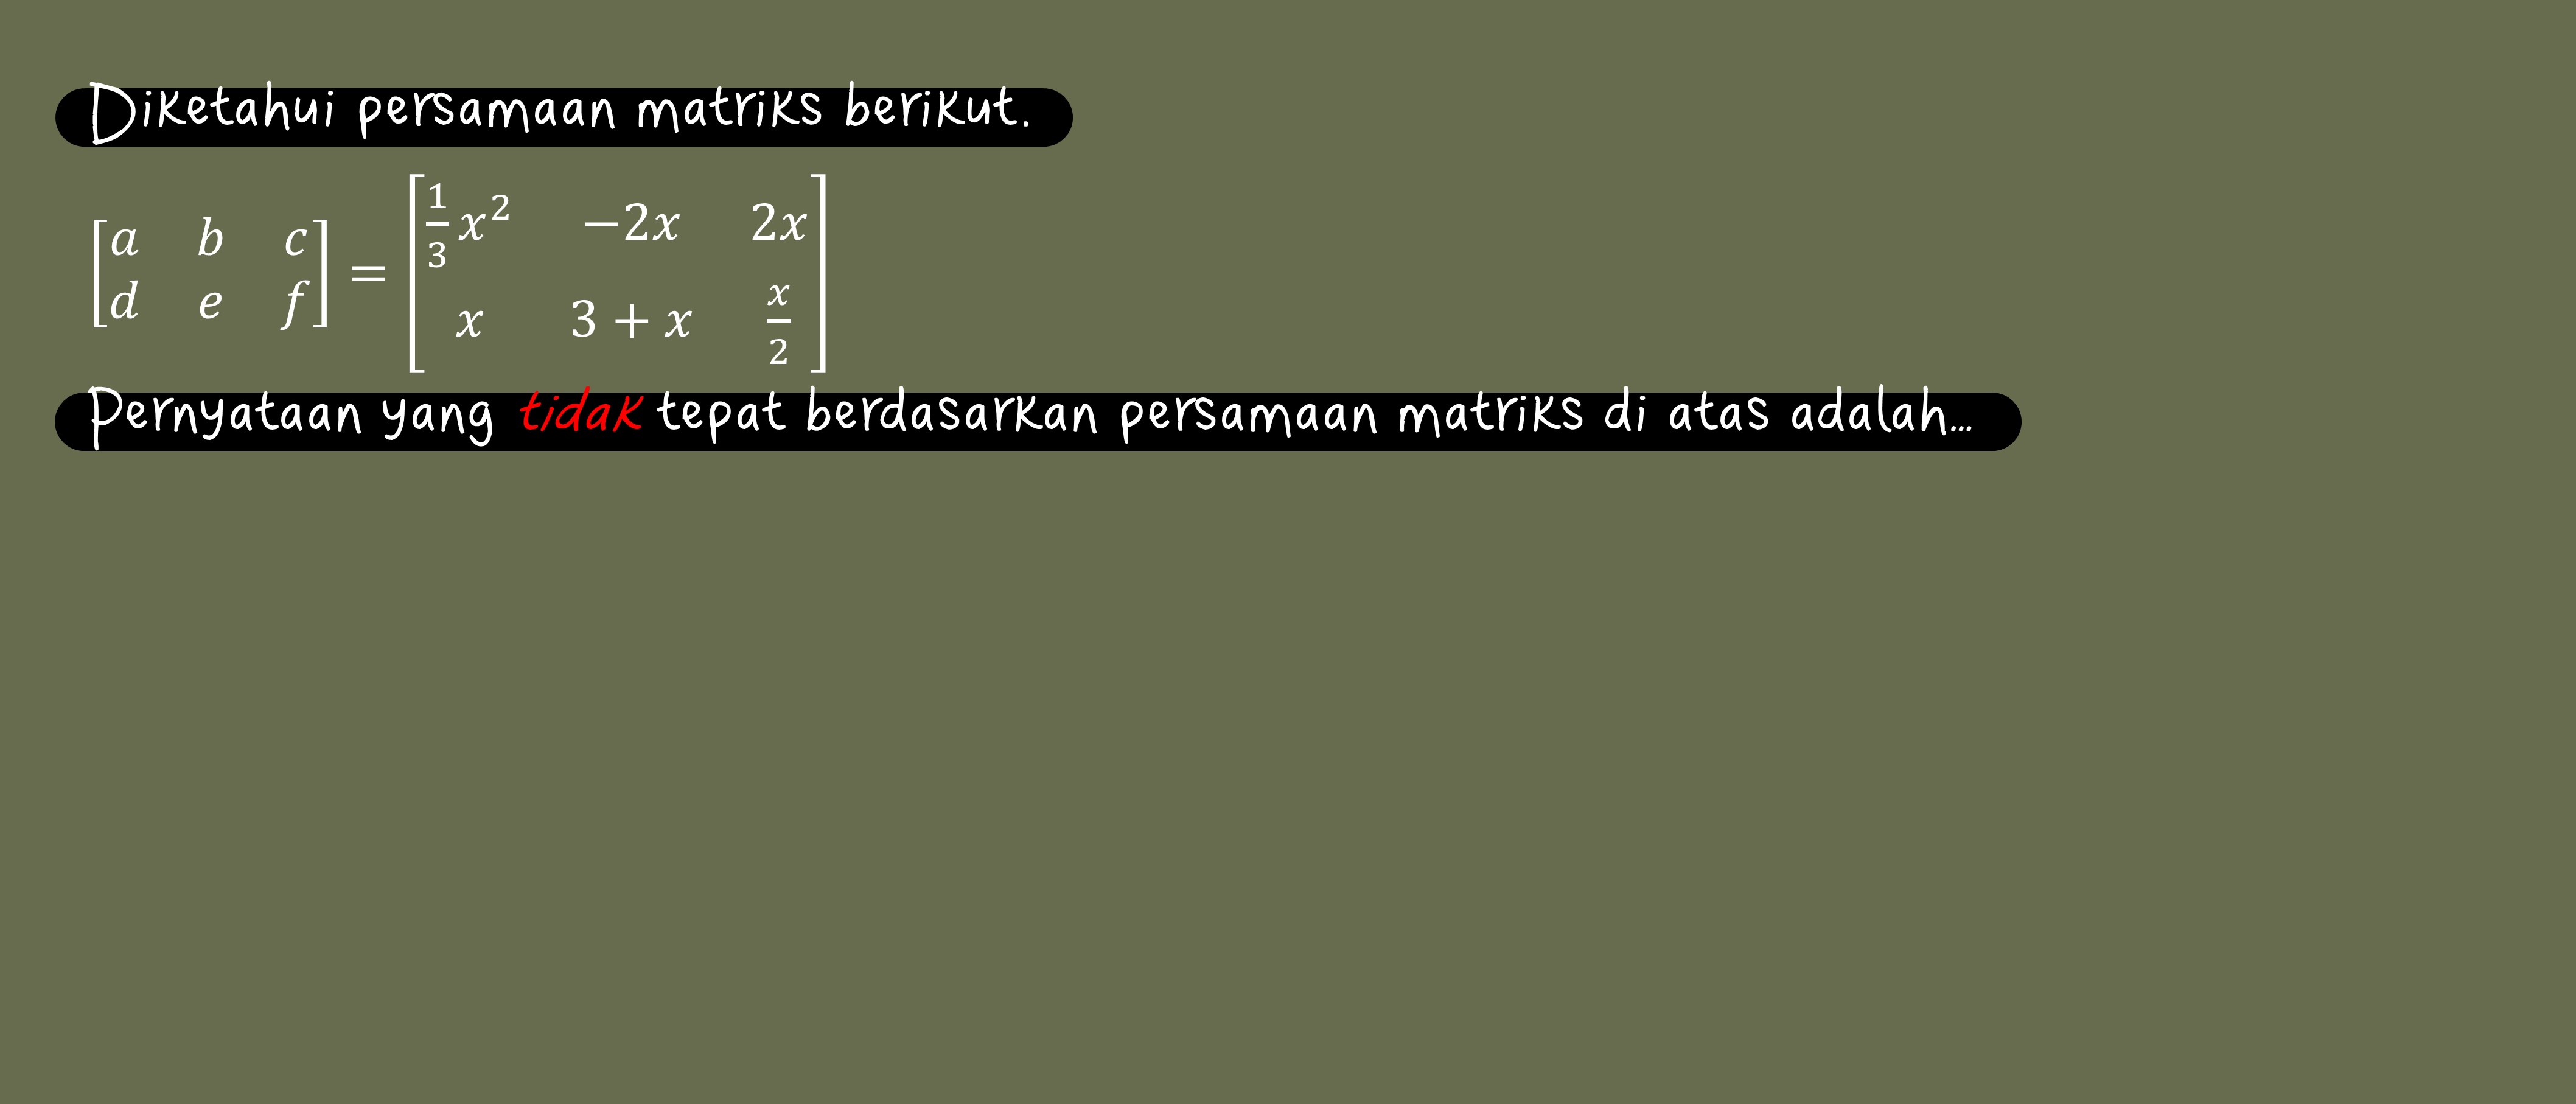 Diketahui persamaan matriks berikut.
[a b c; d e f] = [1/3 x² −2x 2x; x 3 + x x/2]
Pernyataan yang tidak tepat berdasarkan persamaan matriks di atas adalah...